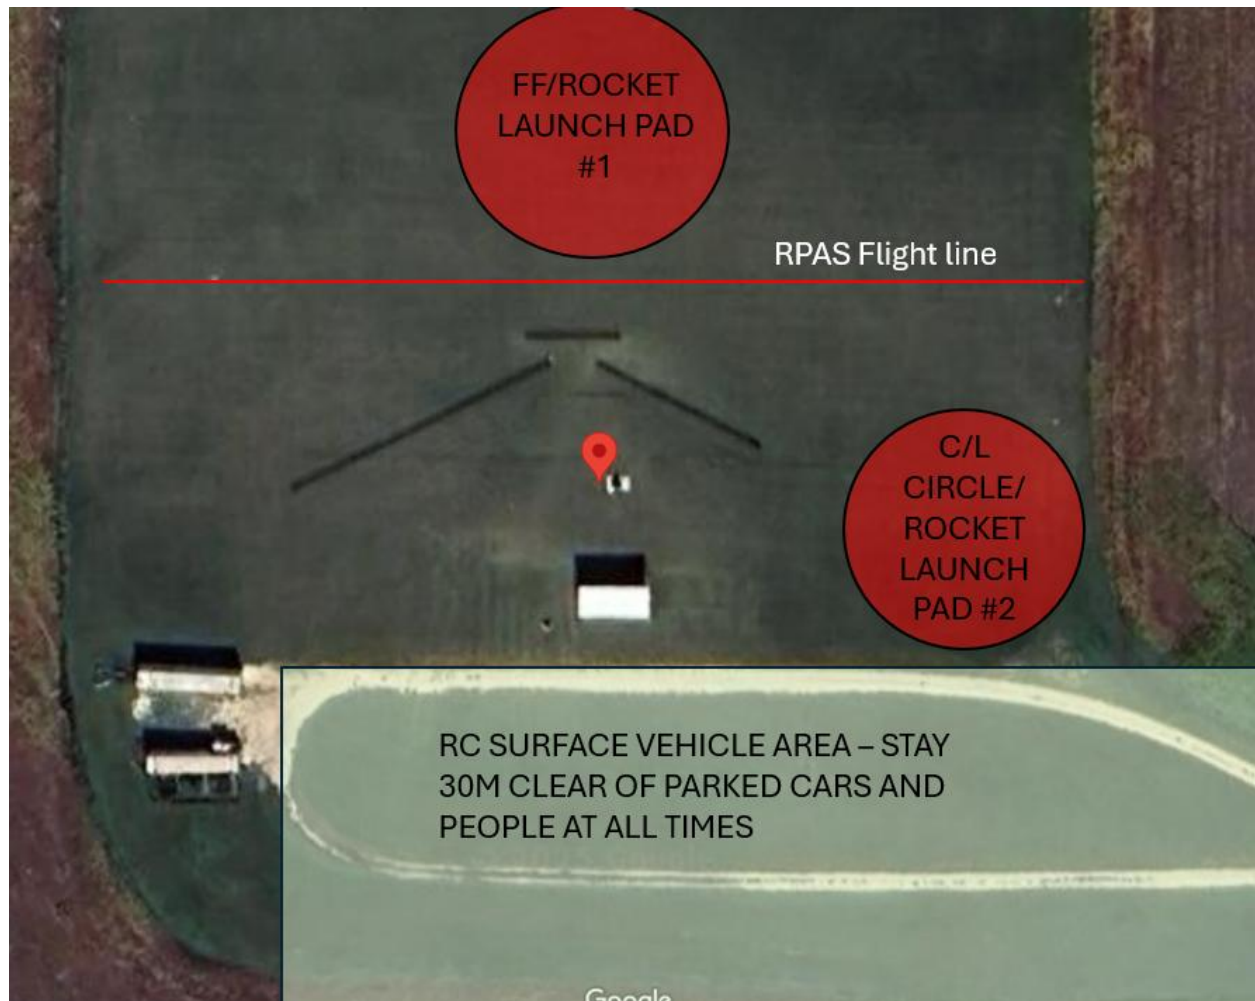 FF/ROCKET
LAUNCH PAD
#1
RPAS Flight line
C/L
CIRCLE/
ROCKET
LAUNCH
PAD #2
RC SURFACE VEHICLE AREA – STAY
30M CLEAR OF PARKED CARS AND
PEOPLE AT ALL TIMES
Google